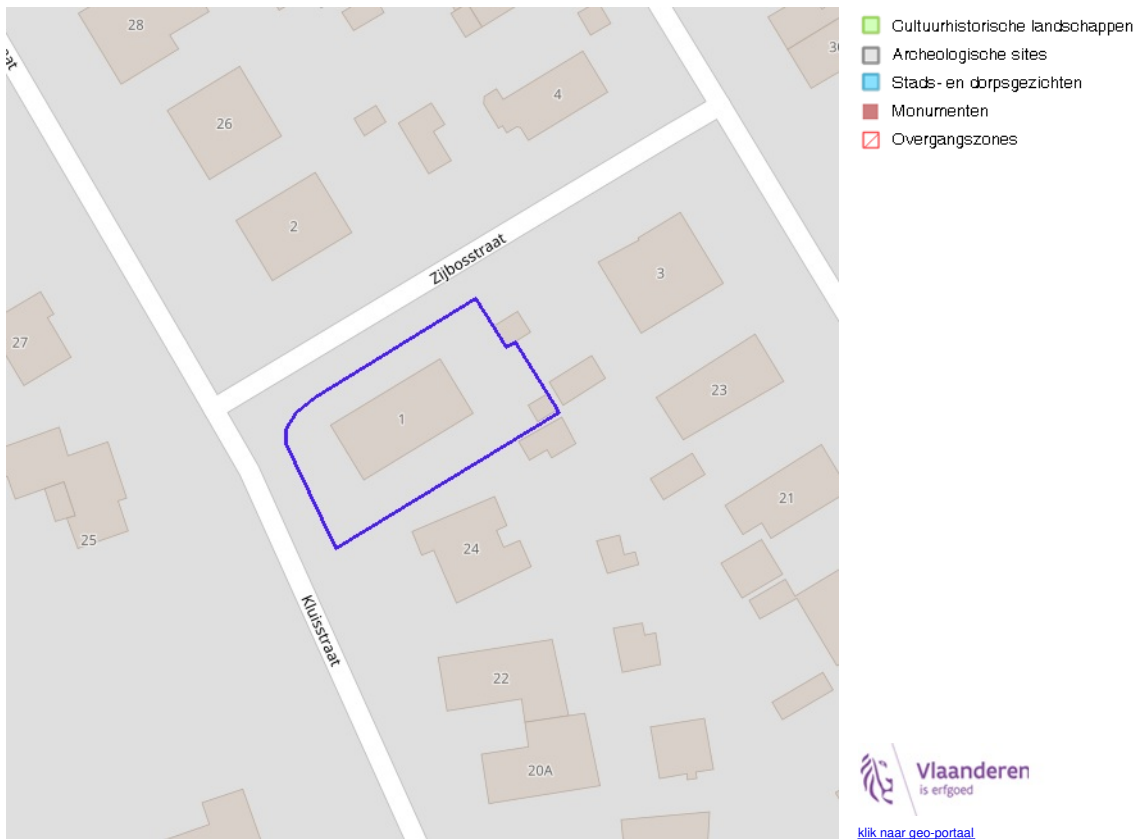 28
aat
26
4
30
2
Zijbosstraat
3
27
1
23
21
24
25
Kluisstraat
22
20A
Cultuurhistorische landschappen
Archeologische sites
Stads- en dorpsgezichten
Monumenten
Overgangszones
Vlaanderen
is erfgoed
klik naar geo-portaal